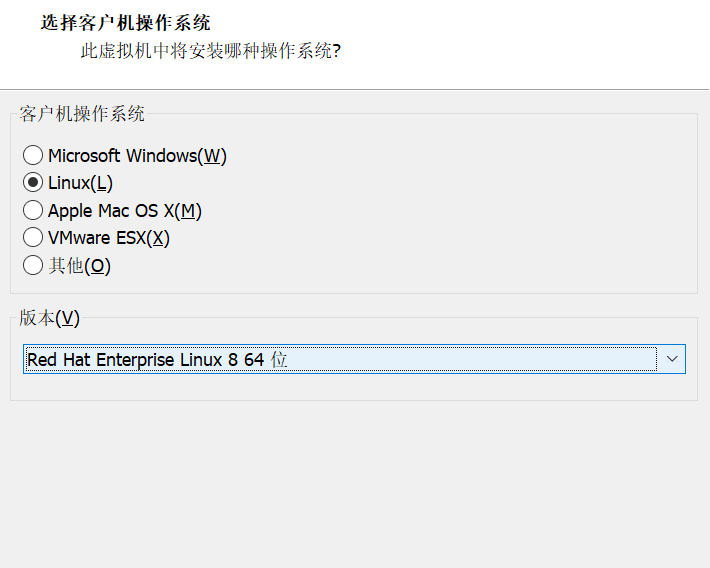 选择客户机操作系统
此虚拟机中将安装哪种操作系统?
客户机操作系统
Microsoft Windows(W)
Linux(L)
Apple Mac OS X(M)
VMware ESX(X)
其他(O)
版本(V)
Red Hat Enterprise Linux 8 64 位